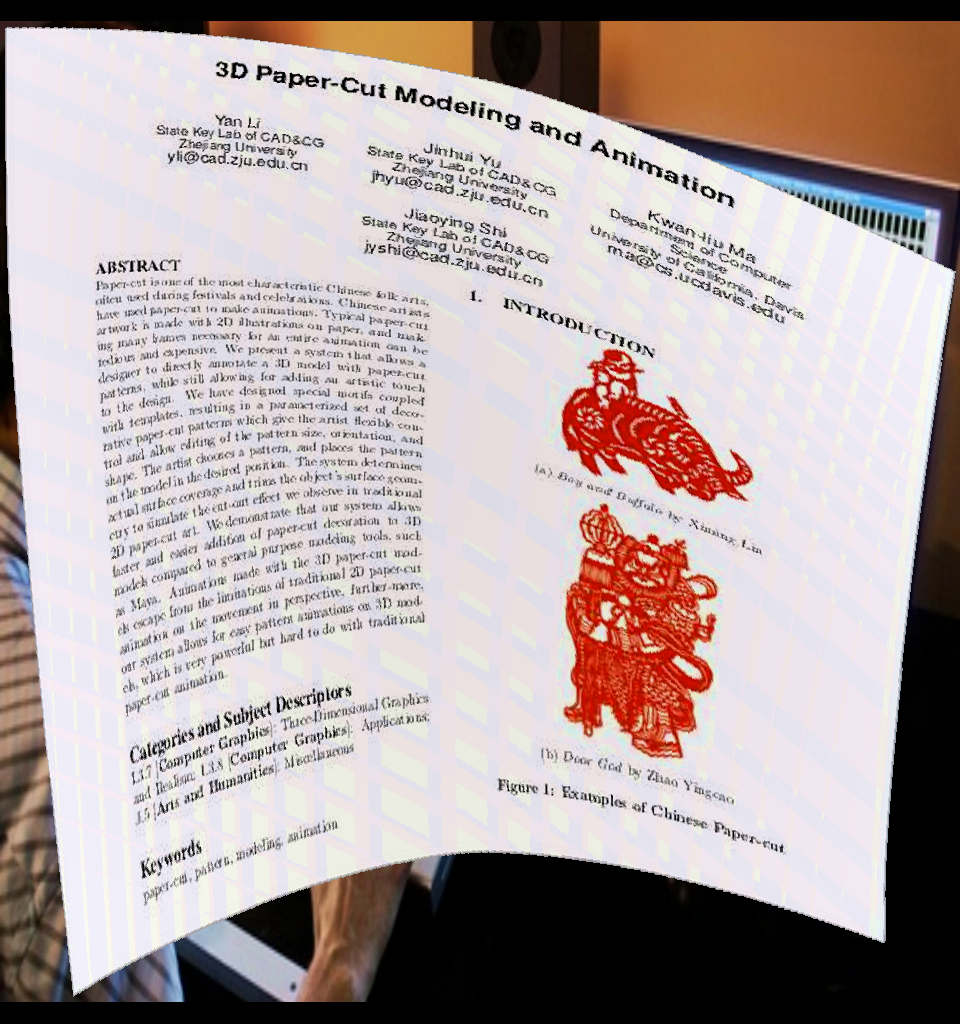 3D Paper-Cut Modeling and Animation
Yan Li
State Key Lab of CAD&CG
Zhejiang University
yli@cad.zju.edu.cn
Jinhui Yu
State Key Lab of CAD&CG
Zhejiang University
jhyu@cad.zju.edu.cn
Kwan-liu Ma
Department of Computer
Science
University of California, Davis
ma@cs.ucdavis.edu
Jiaoying Shi
State Key Lab of CAD&CG
Zhejiang University
jyshi@cad.zju.edu.cn
ABSTRACT
Paper-cut is one of the most characteristic Chinese folk arts,
often used during festivals and celebrations. Chinese artists
have used paper-cut to make animations. Typical paper-cut
artwork is made with 2D illustrations on paper, and mak-
ing many frames necessary for an entire animation can be
tedious and expensive. We present a system that allows a
designer to directly annotate a 3D model with paper-cut
patterns, while still allowing for adding an artistic touch
to the design. We have designed special motifs coupled
with templates, resulting in a parameterized set of deco-
rative paper-cut patterns which give the artist flexible con-
trol and allow editing of the pattern size, orientation, and
shape. The artist chooses a pattern, and places the pattern
on the model in the desired position. The system determines
actual surface coverage and trims the object's surface geom-
etry to simulate the cut-out effect we observe in traditional
2D paper-cut art. We demonstrate that our system allows
faster and easier addition of paper-cut decoration to 3D
models compared to general purpose modeling tools, such
as Maya. Animations made with the 3D paper-cut mod-
els escape from the limitations of traditional 2D paper-cut
animation on the movement in perspective, further-more,
our system allows for easy pattern animations on 3D mod-
els, which is very powerful but hard to do with traditional
paper-cut animation.
Categories and Subject Descriptors
I.3.7 [Computer Graphics]: Three-Dimensional Graphics
and Realism; I.3.8 [Computer Graphics]: Applications;
J.5 [Arts and Humanities]: Miscellaneous
Keywords
paper-cut, pattern, modeling, animation
1. INTRODUCTION
(a) Boy and Buffalo by Xiuning Lin
(b) Door God by Zhao Yingcao
Figure 1: Examples of Chinese Paper-cut